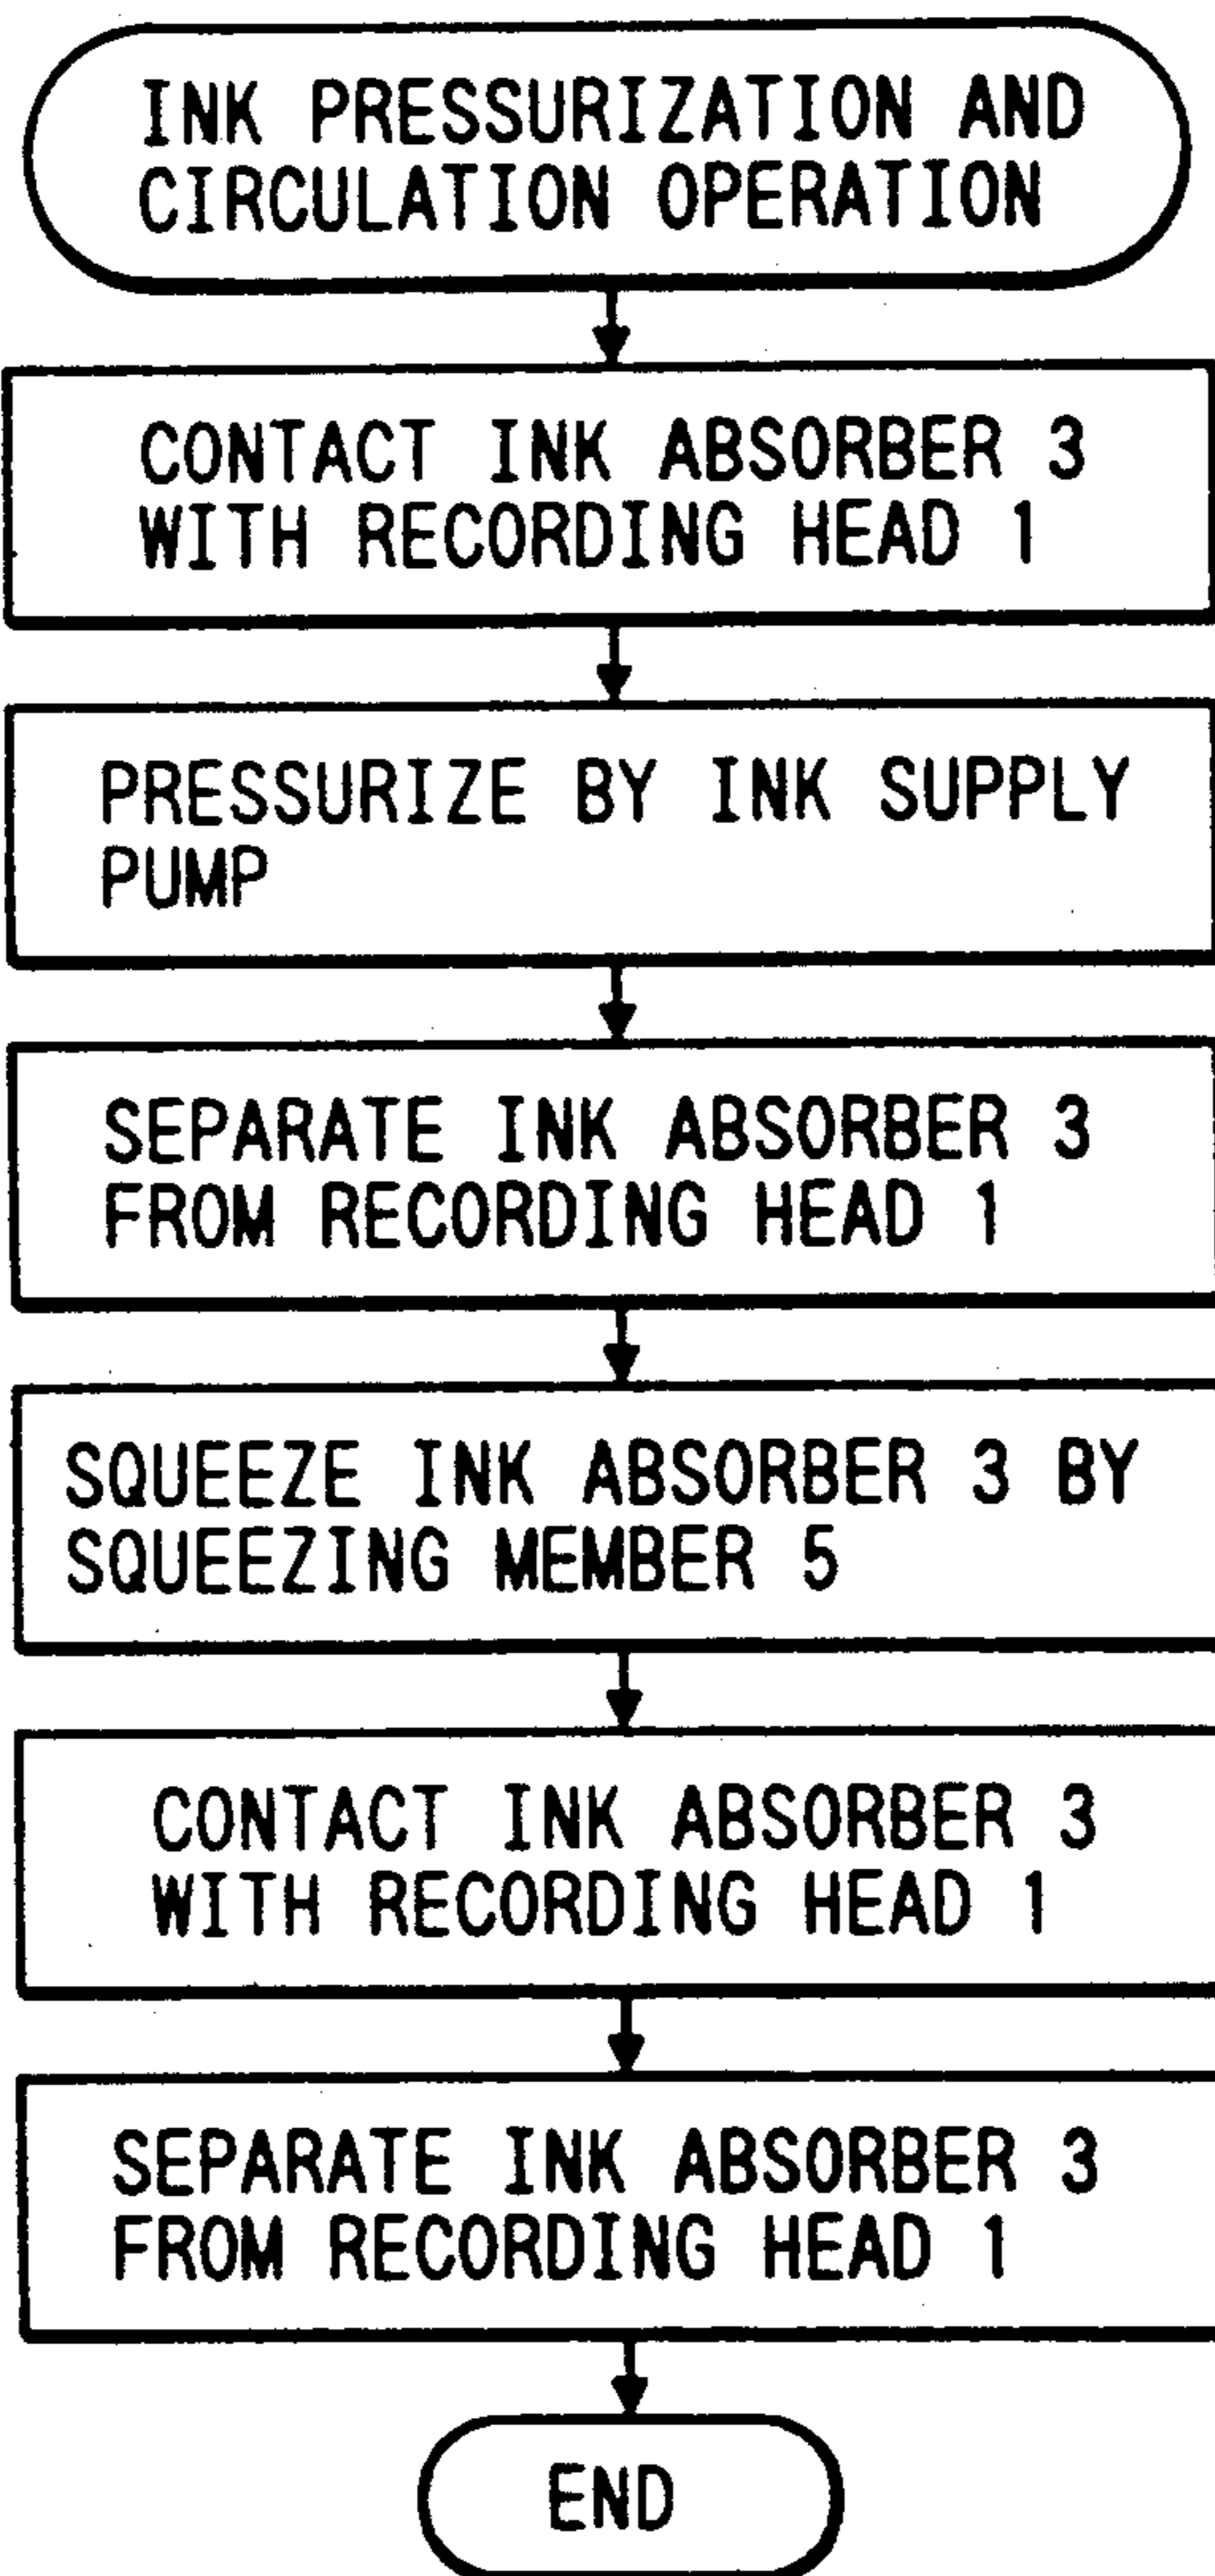 INK PRESSURIZATION AND
CIRCULATION OPERATION
CONTACT INK ABSORBER 3
WITH RECORDING HEAD 1
PRESSURIZE BY INK SUPPLY
PUMP
SEPARATE INK ABSORBER 3
FROM RECORDING HEAD 1
SQUEEZE INK ABSORBER 3 BY
SQUEEZING MEMBER 5
CONTACT INK ABSORBER 3
WITH RECORDING HEAD 1
SEPARATE INK ABSORBER 3
FROM RECORDING HEAD 1
END